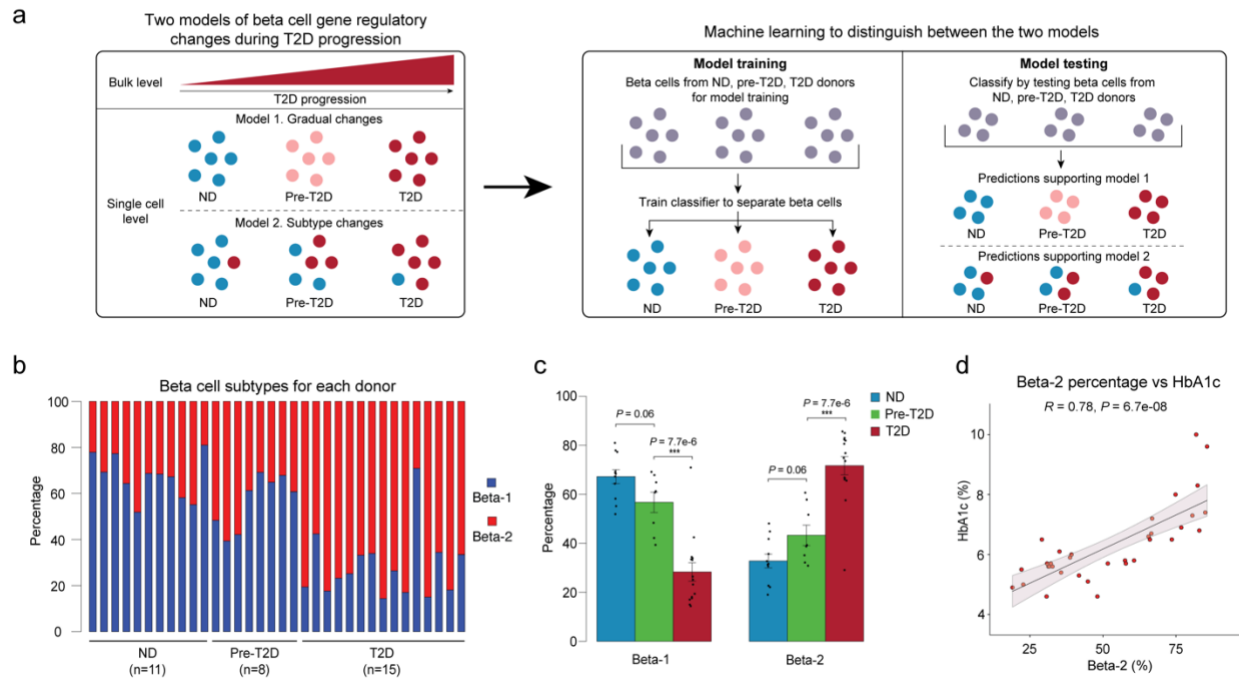 a
Two models of beta cell gene regulatory
changes during T2D progression
Bulk level
T2D progression
Model 1. Gradual changes
ND
Pre-T2D
T2D
Single cell
level
Model 2. Subtype changes
ND
Pre-T2D
T2D
Machine learning to distinguish between the two models
Model training
Beta cells from ND, pre-T2D, T2D donors
for model training
Train classifier to separate beta cells
ND
Pre-T2D
T2D
Model testing
Classify by testing beta cells from
ND, pre-T2D, T2D donors
Predictions supporting model 1
ND
Pre-T2D
T2D
Predictions supporting model 2
ND
Pre-T2D
T2D
b
Beta cell subtypes for each donor
Percentage
100
80
60
40
20
0
ND
(n=11)
Pre-T2D
(n=8)
T2D
(n=15)
Beta-1
Beta-2
c
Percentage
100
80
60
40
20
0
P = 0.06
P = 7.7e-6
***
P = 0.06
P = 7.7e-6
***
ND
Pre-T2D
T2D
Beta-1
Beta-2
d
Beta-2 percentage vs HbA1c
R = 0.78, P = 6.7e-08
HbA1c (%)
10
8
6
4
25
50
75
Beta-2 (%)